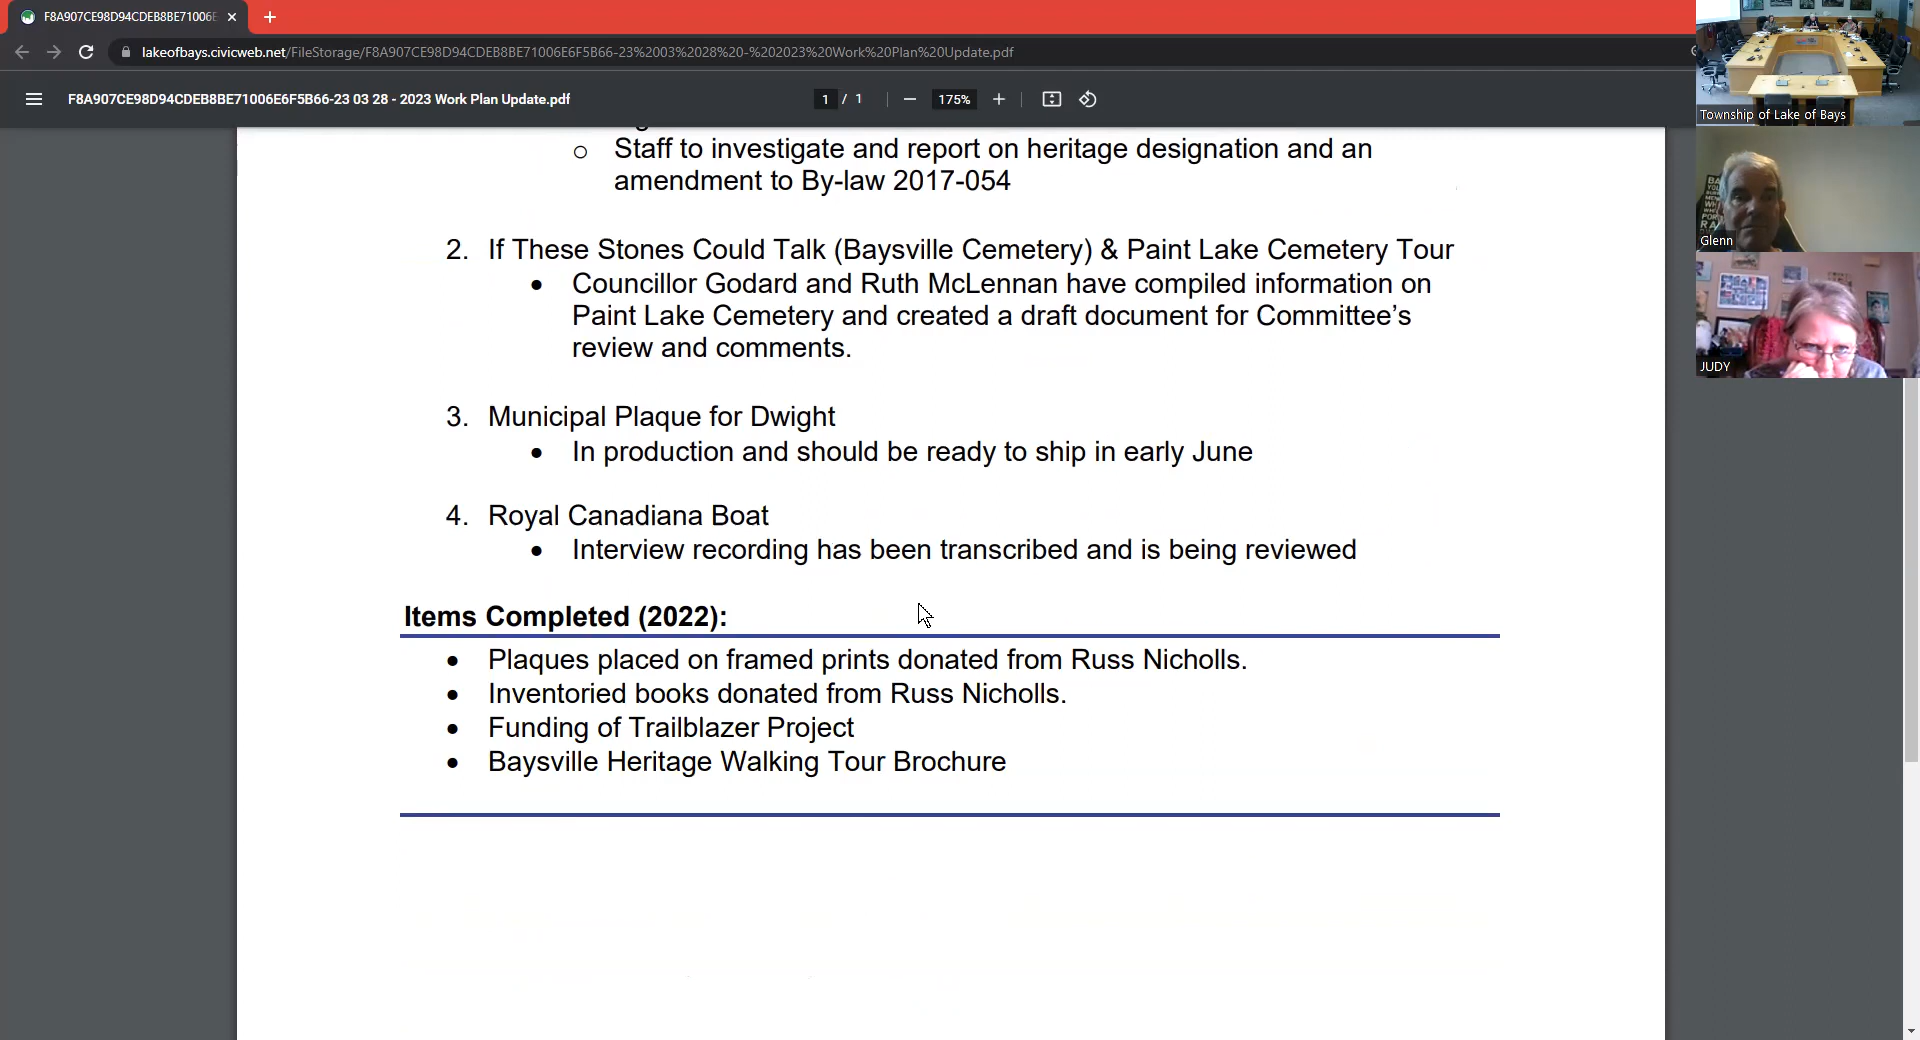 F8A907CE98D94CDEB8BE71006E
lakeofbays.civicweb.net/FileStorage/F8A907CE98D94CDEB8BE71006E6F5B66-23%2003%2028%20-%202023%20Work%20Plan%20Update.pdf
F8A907CE98D94CDEB8BE71006E6F5B66-23 03 28 - 2023 Work Plan Update.pdf
1 / 1
175%
Township of Lake of Bays
Staff to investigate and report on heritage designation and an
amendment to By-law 2017-054
Glenn
2. If These Stones Could Talk (Baysville Cemetery) & Paint Lake Cemetery Tour
• Councillor Godard and Ruth McLennan have compiled information on
Paint Lake Cemetery and created a draft document for Committee's
review and comments.
JUDY
3. Municipal Plaque for Dwight
• In production and should be ready to ship in early June
4. Royal Canadiana Boat
• Interview recording has been transcribed and is being reviewed
Items Completed (2022):
• Plaques placed on framed prints donated from Russ Nicholls.
• Inventoried books donated from Russ Nicholls.
• Funding of Trailblazer Project
• Baysville Heritage Walking Tour Brochure